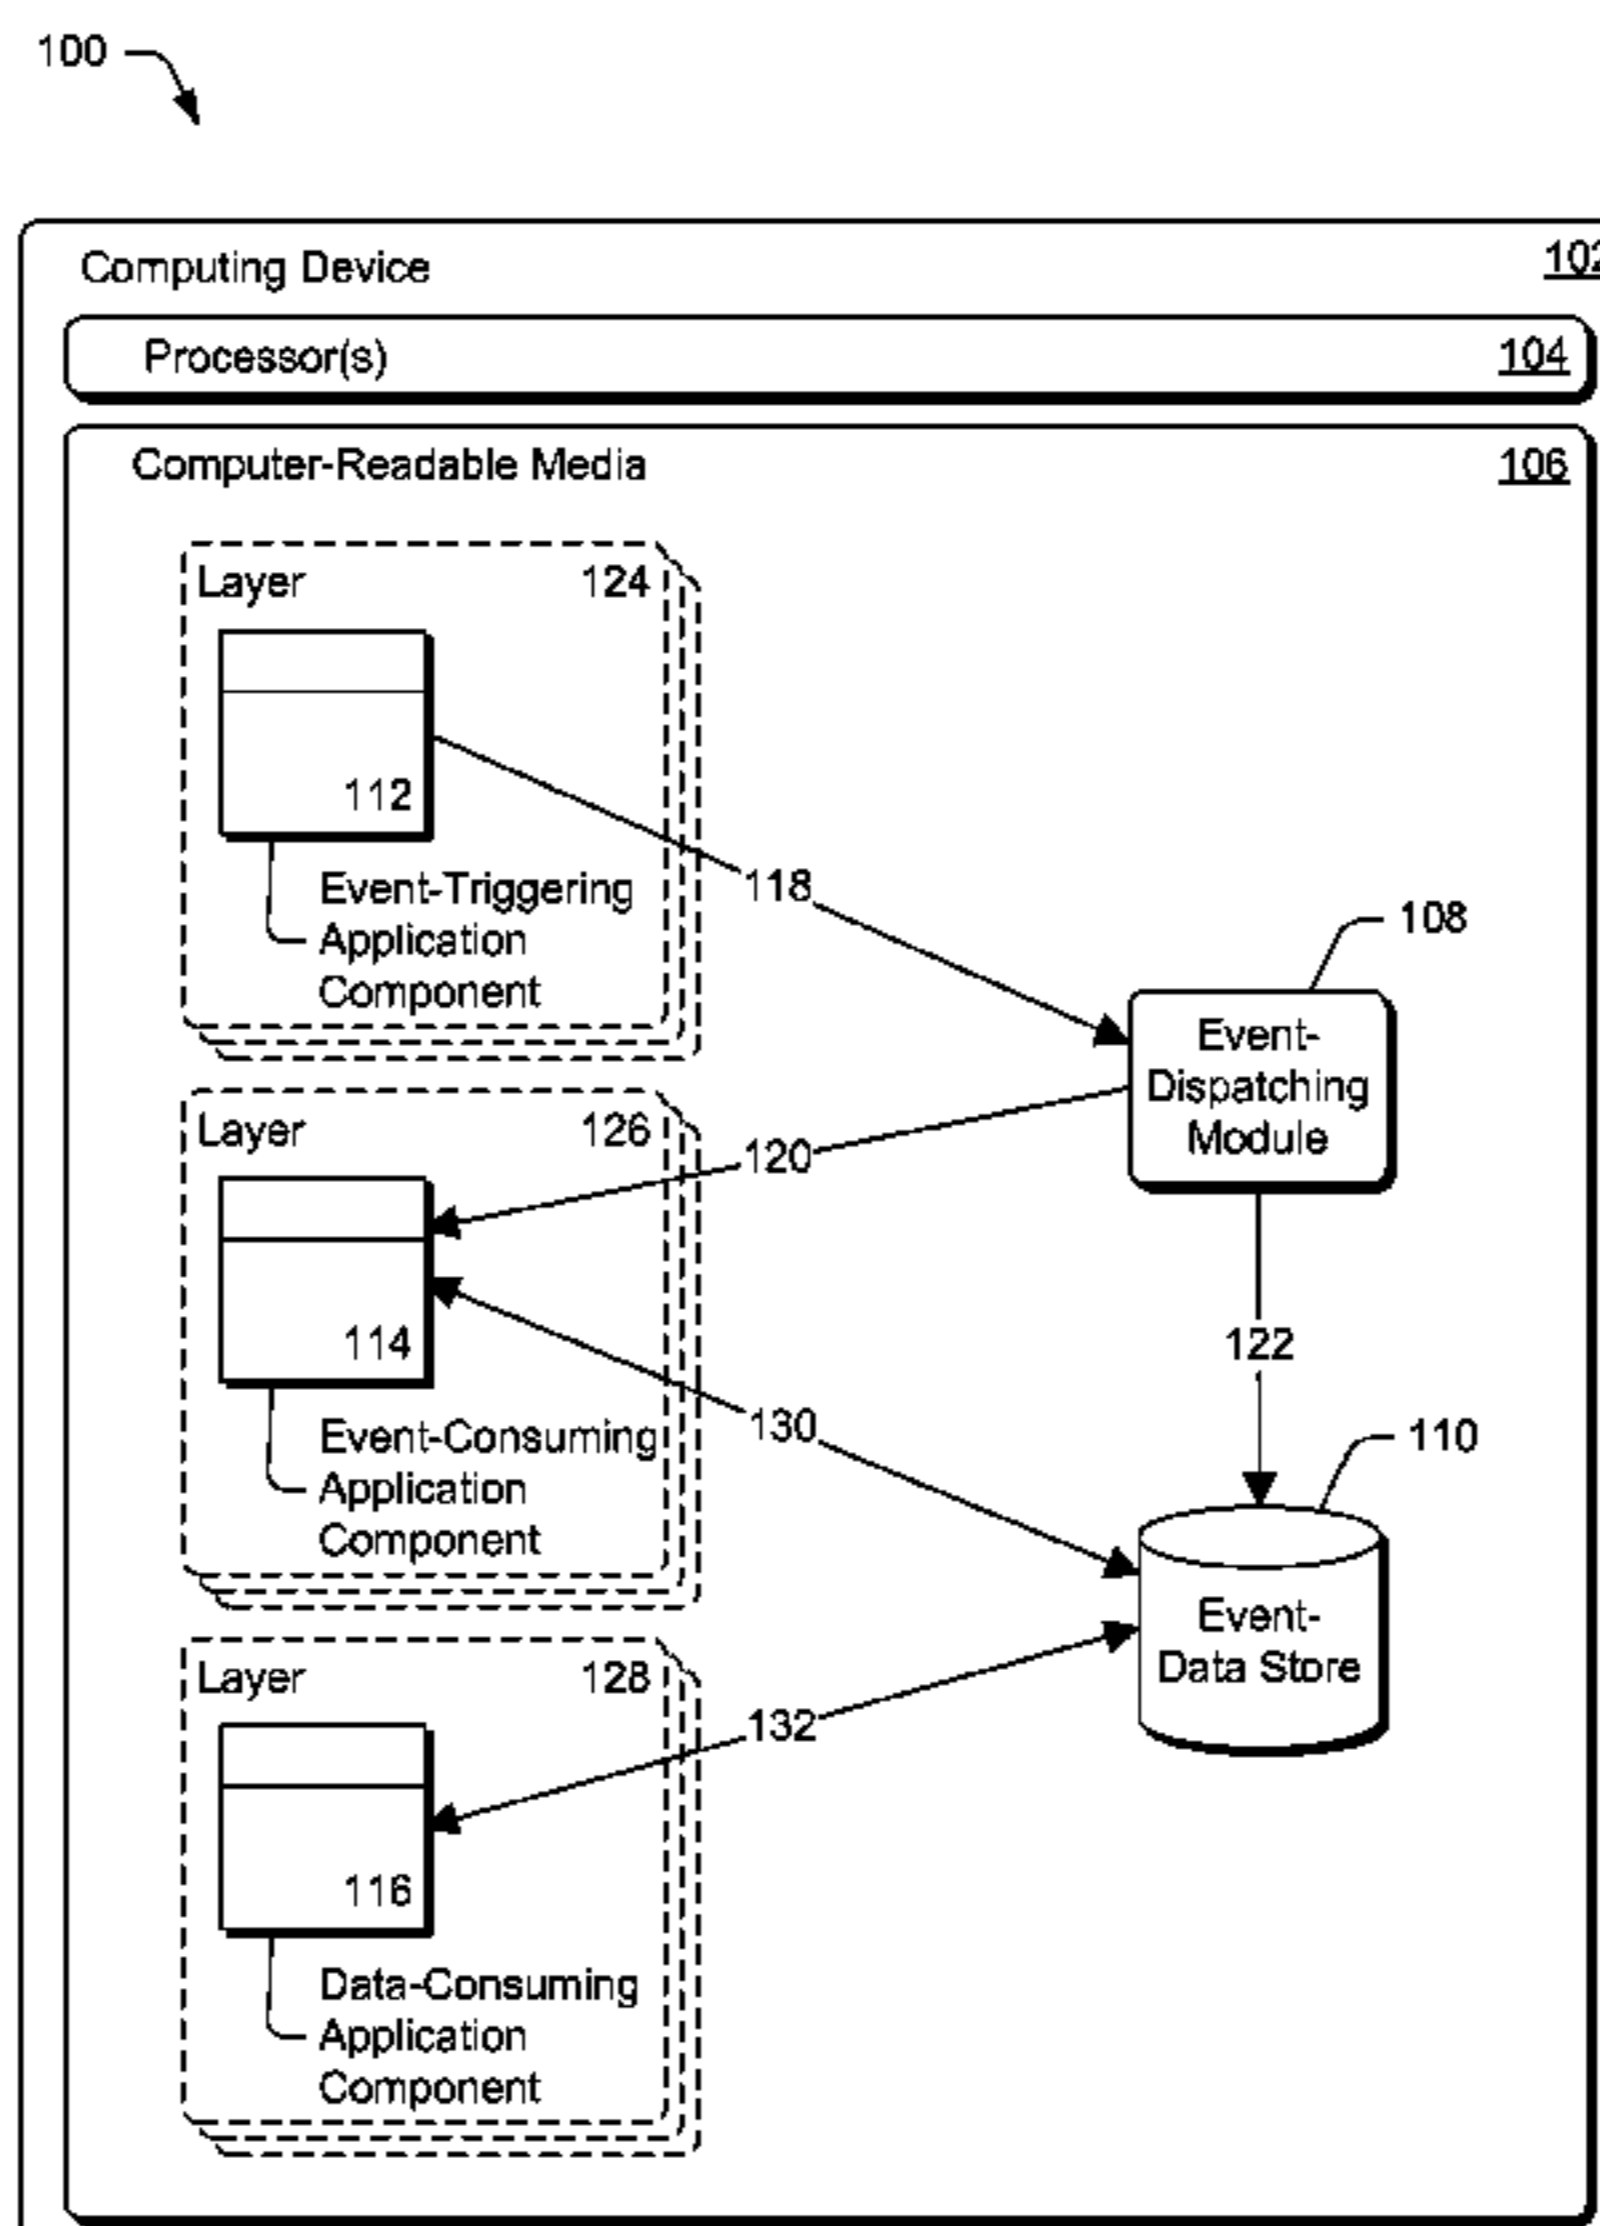 100
Computing Device 102
Processor(s) 104
Computer-Readable Media 106
Layer 124
112
Event-Triggering
Application
Component
118
108
Event-
Dispatching
Module
Layer 126
120
114
Event-Consuming
Application
Component
122
130
110
Event-
Data Store
Layer 128
132
116
Data-Consuming
Application
Component